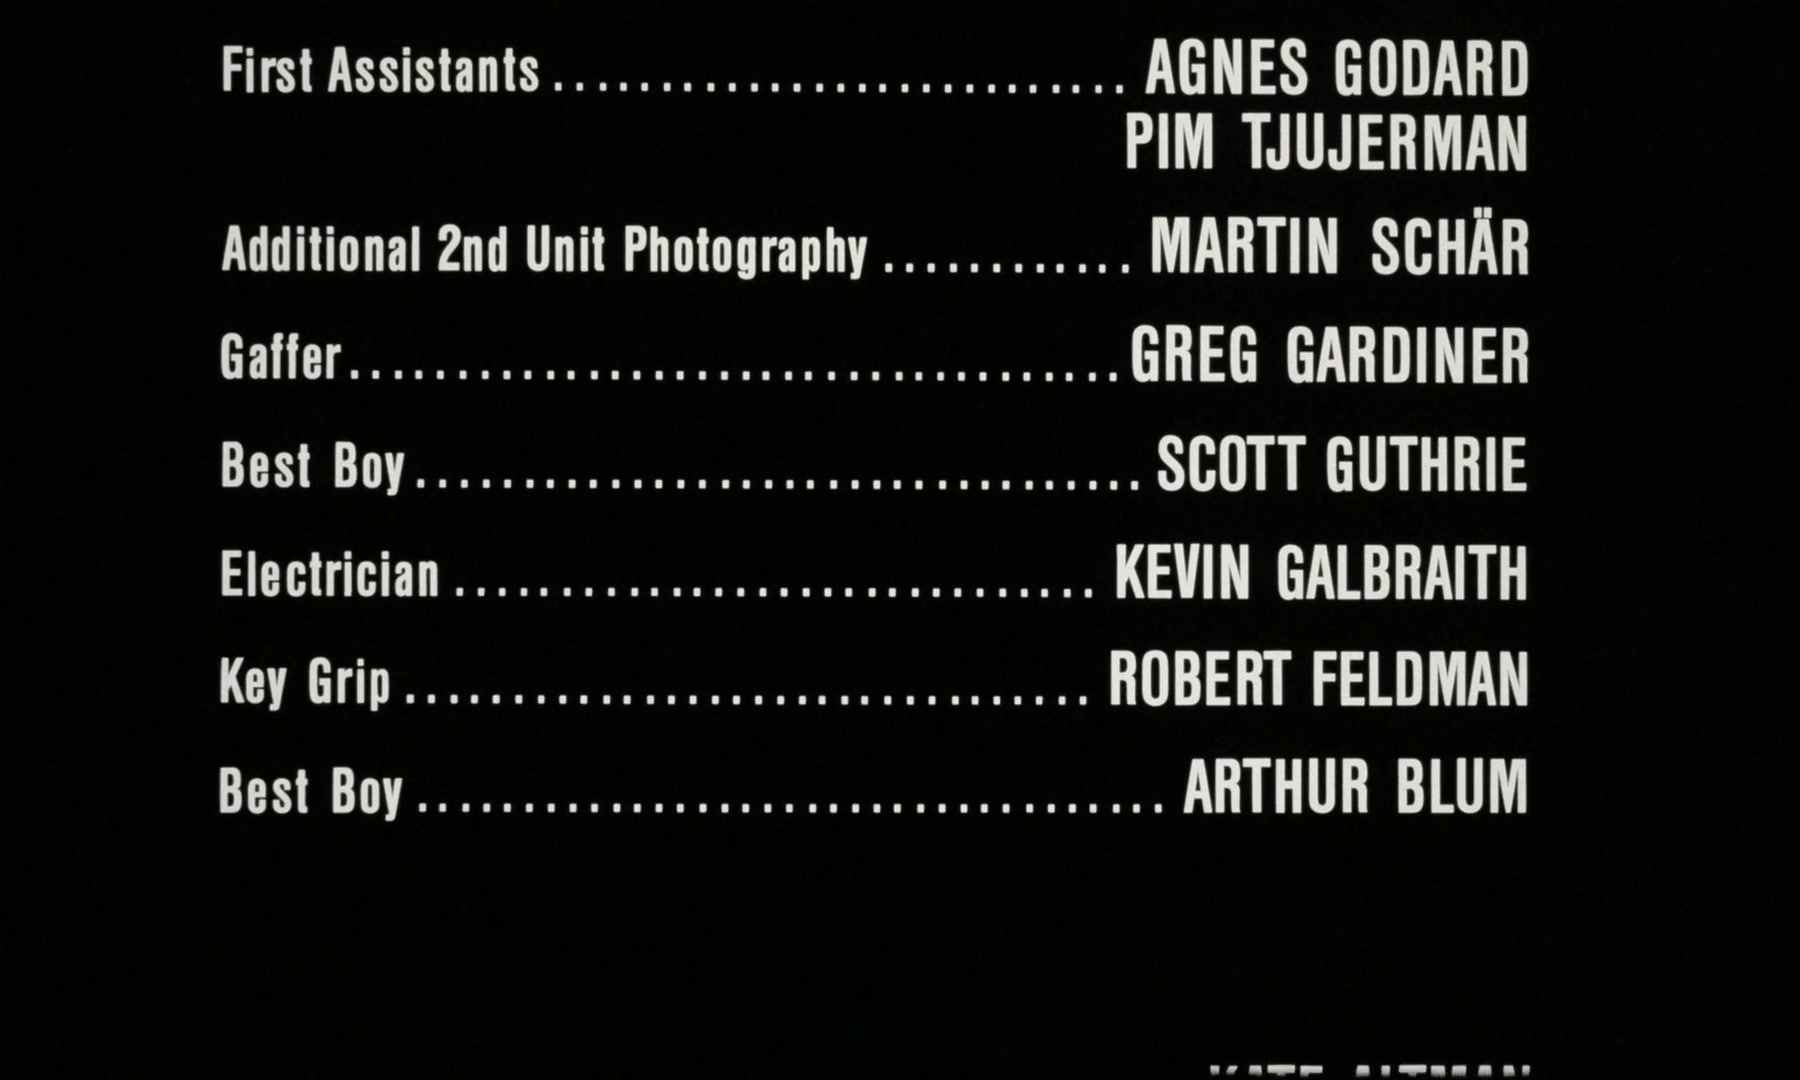 First Assistants ........................... AGNES GODARD
PIM TJUJERMAN
Additional 2nd Unit Photography ............ MARTIN SCHÄR
Gaffer .................................... GREG GARDINER
Best Boy .................................. SCOTT GUTHRIE
Electrician .............................. KEVIN GALBRAITH
Key Grip ................................ ROBERT FELDMAN
Best Boy ................................... ARTHUR BLUM